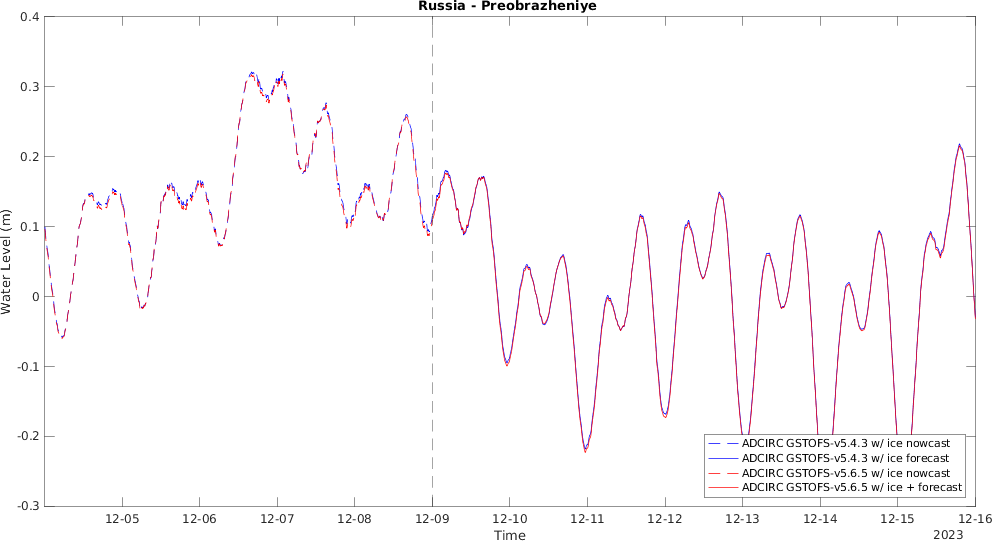 Russia - Preobrazheniye
0.4
0.3
0.2
0.1
0
-0.1
-0.2
-0.3
Water Level (m)
ADCIRC GSTOFS-v5.4.3 w/ ice nowcast
ADCIRC GSTOFS-v5.4.3 w/ ice forecast
ADCIRC GSTOFS-v5.6.5 w/ ice nowcast
ADCIRC GSTOFS-v5.6.5 w/ ice + forecast
12-05 12-06 12-07 12-08 12-09 12-10 12-11 12-12 12-13 12-14 12-15 12-16
Time
2023